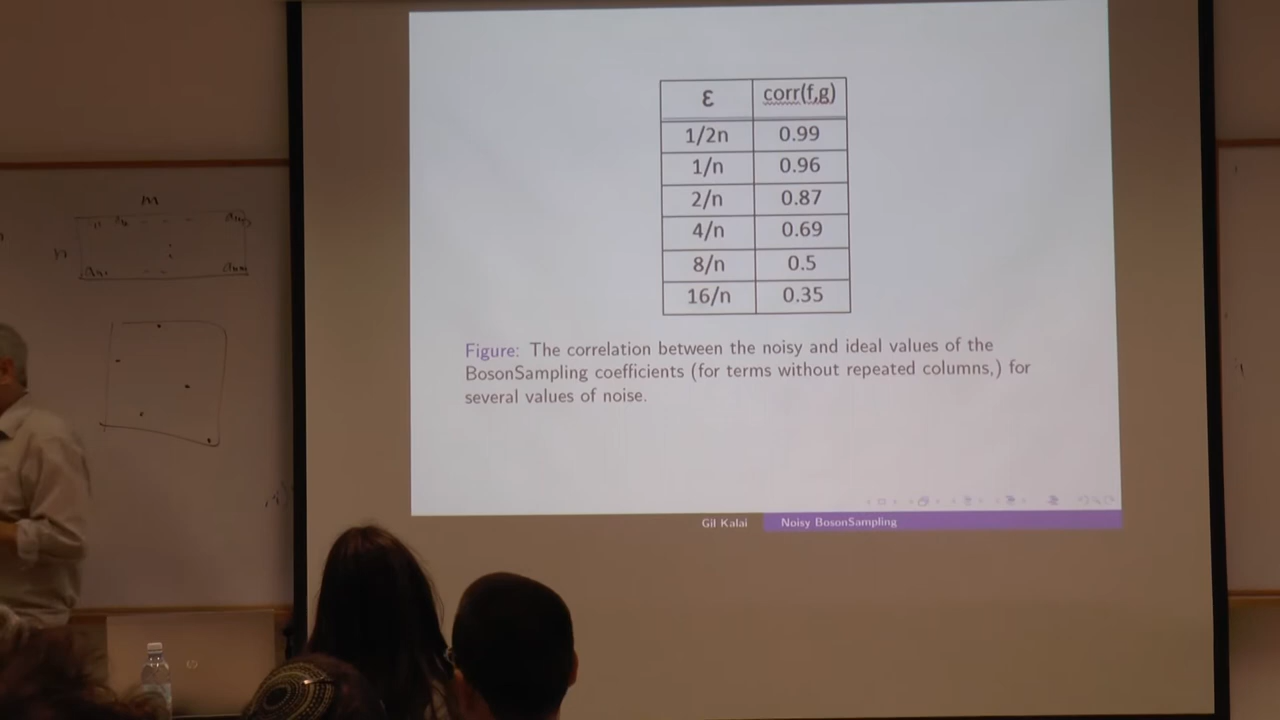 m
n
ε corr(f,g)
1/2n 0.99
1/n 0.96
2/n 0.87
4/n 0.69
8/n 0.5
16/n 0.35
Figure: The correlation between the noisy and ideal values of the
BosonSampling coefficients (for terms without repeated columns,) for
several values of noise.
Gil Kalai Noisy BosonSampling
hp